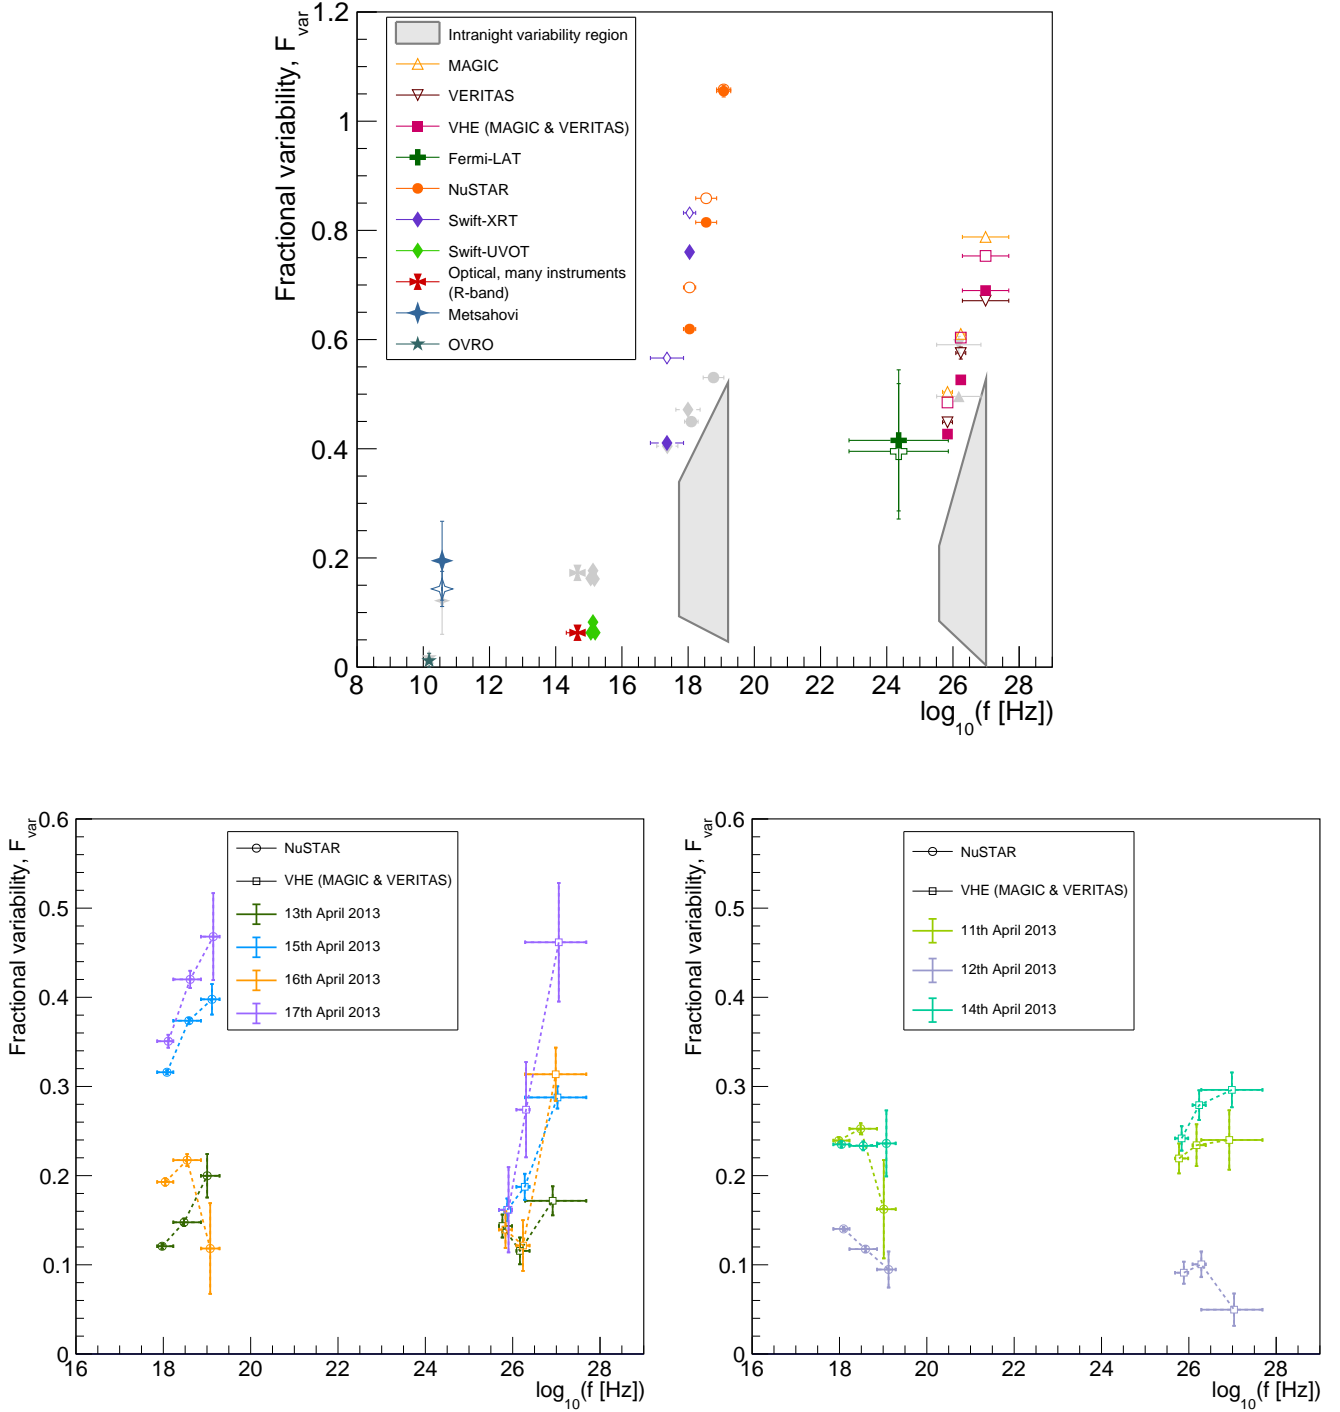 Fractional variability, F_var
1.2
1
0.8
0.6
0.4
0.2
0
Intranight variability region
MAGIC
VERITAS
VHE (MAGIC & VERITAS)
Fermi-LAT
NuSTAR
Swift-XRT
Swift-UVOT
Optical, many instruments
(R-band)
Metsahovi
OVRO
8 10 12 14 16 18 20 22 24 26 28
log_10(f [Hz])
Fractional variability, F_var
0.6
0.5
0.4
0.3
0.2
0.1
0
NuSTAR
VHE (MAGIC & VERITAS)
13th April 2013
15th April 2013
16th April 2013
17th April 2013
16 18 20 22 24 26 28
log_10(f [Hz])
Fractional variability, F_var
0.6
0.5
0.4
0.3
0.2
0.1
0
NuSTAR
VHE (MAGIC & VERITAS)
11th April 2013
12th April 2013
14th April 2013
16 18 20 22 24 26 28
log_10(f [Hz])